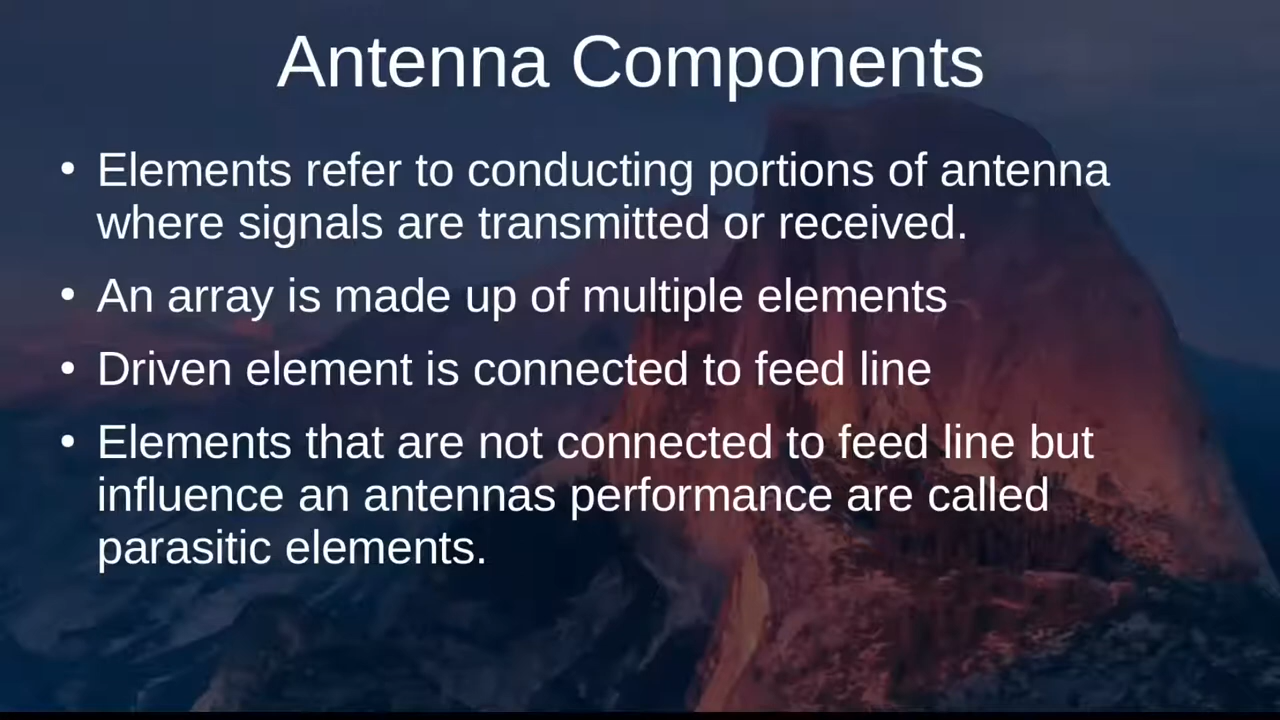 Antenna Components
• Elements refer to conducting portions of antenna
where signals are transmitted or received.
• An array is made up of multiple elements
• Driven element is connected to feed line
• Elements that are not connected to feed line but
influence an antennas performance are called
parasitic elements.